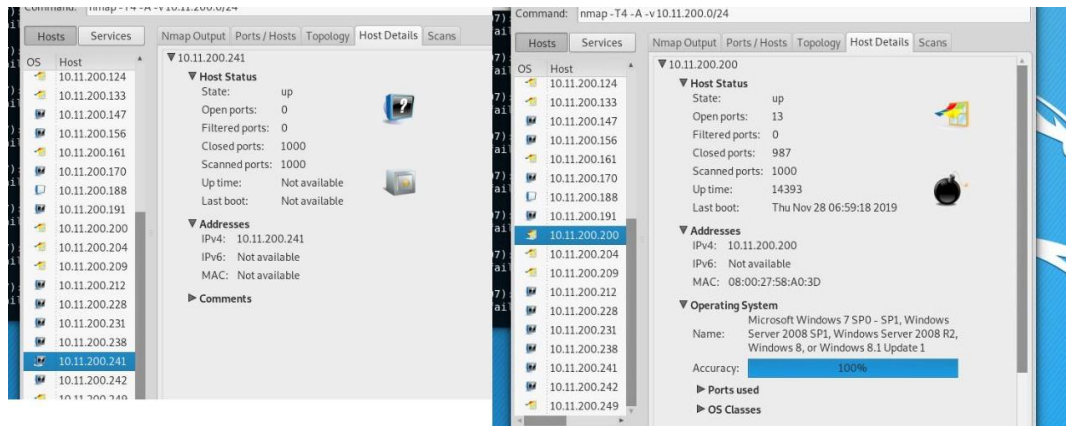 Command: nmap -T4 -A -v 10.11.200.0/24
Hosts Services
Nmap Output Ports / Hosts Topology Host Details Scans
OS Host
10.11.200.124
10.11.200.133
10.11.200.147
10.11.200.156
10.11.200.161
10.11.200.170
10.11.200.188
10.11.200.191
10.11.200.200
10.11.200.204
10.11.200.209
10.11.200.212
10.11.200.228
10.11.200.231
10.11.200.238
10.11.200.241
10.11.200.242
10.11.200.249
10.11.200.241
Host Status
State: up
Open ports: 0
Filtered ports: 0
Closed ports: 1000
Scanned ports: 1000
Up time: Not available
Last boot: Not available
Addresses
IPv4: 10.11.200.241
IPv6: Not available
MAC: Not available
Comments
Command: nmap -T4 -A -v 10.11.200.0/24
Hosts Services
Nmap Output Ports / Hosts Topology Host Details Scans
OS Host
10.11.200.124
10.11.200.133
10.11.200.147
10.11.200.156
10.11.200.161
10.11.200.170
10.11.200.188
10.11.200.191
10.11.200.200
10.11.200.204
10.11.200.209
10.11.200.212
10.11.200.228
10.11.200.231
10.11.200.238
10.11.200.241
10.11.200.242
10.11.200.249
10.11.200.200
Host Status
State: up
Open ports: 13
Filtered ports: 0
Closed ports: 987
Scanned ports: 1000
Up time: 14393
Last boot: Thu Nov 28 06:59:18 2019
Addresses
IPv4: 10.11.200.200
IPv6: Not available
MAC: 08:00:27:58:A0:3D
Operating System
Name: Microsoft Windows 7 SP0 - SP1, Windows
Server 2008 SP1, Windows Server 2008 R2,
Windows 8, or Windows 8.1 Update 1
Accuracy: 100%
Ports used
OS Classes